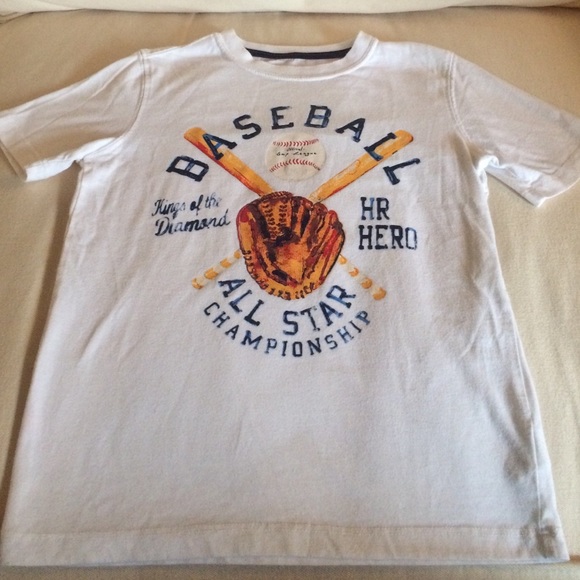 BASEBALL
Kings of the
Diamond
HR
HERO
ALL STAR
CHAMPIONSHIP